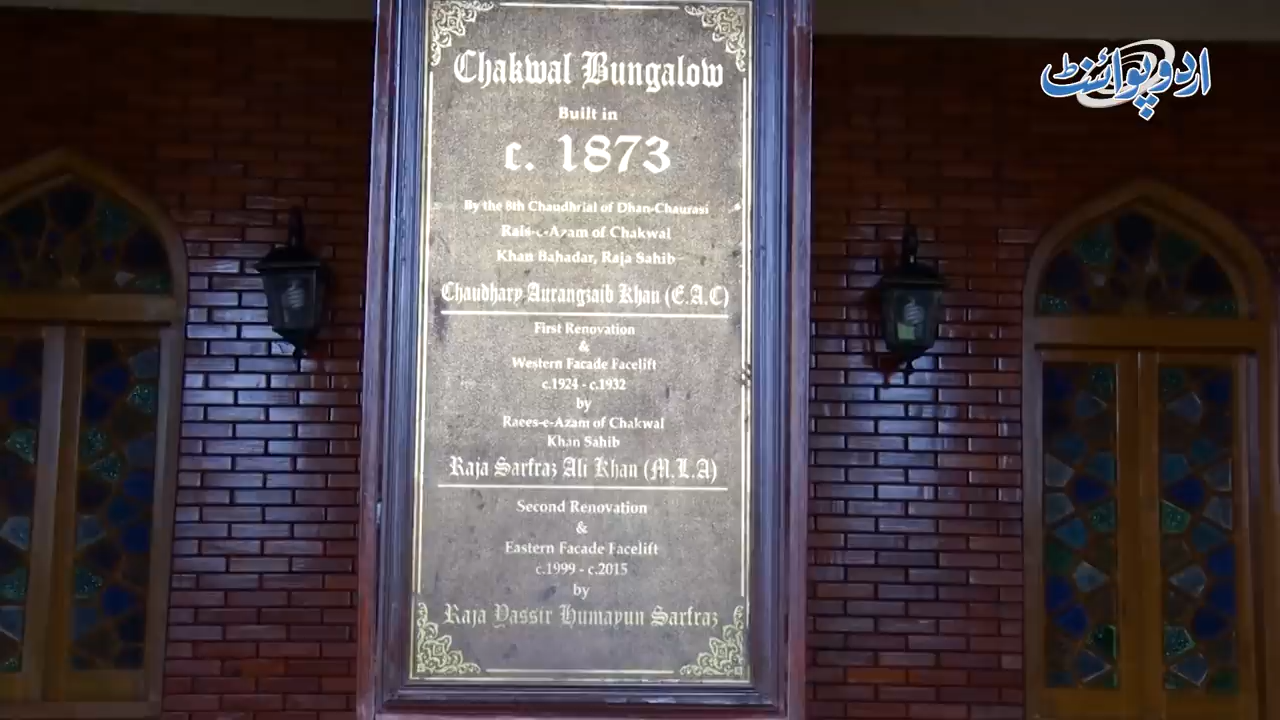 Chakwal Bungalow
Built in
c. 1873
By the 8th Chaudhrial of Dhan-Chaurasi
Rais-e-Azam of Chakwal
Khan Bahadar, Raja Sahib
Chaudhary Aurangzaib Khan (E.A.C)
First Renovation
&
Western Facade Facelift
c.1924 - c.1932
by
Raees-e-Azam of Chakwal
Khan Sahib
Raja Sarfraz Ali Khan (M.L.A)
Second Renovation
&
Eastern Facade Facelift
c.1999 - c.2015
by
Raja Yassir Humayun Sarfraz
اردو پوائنٹ